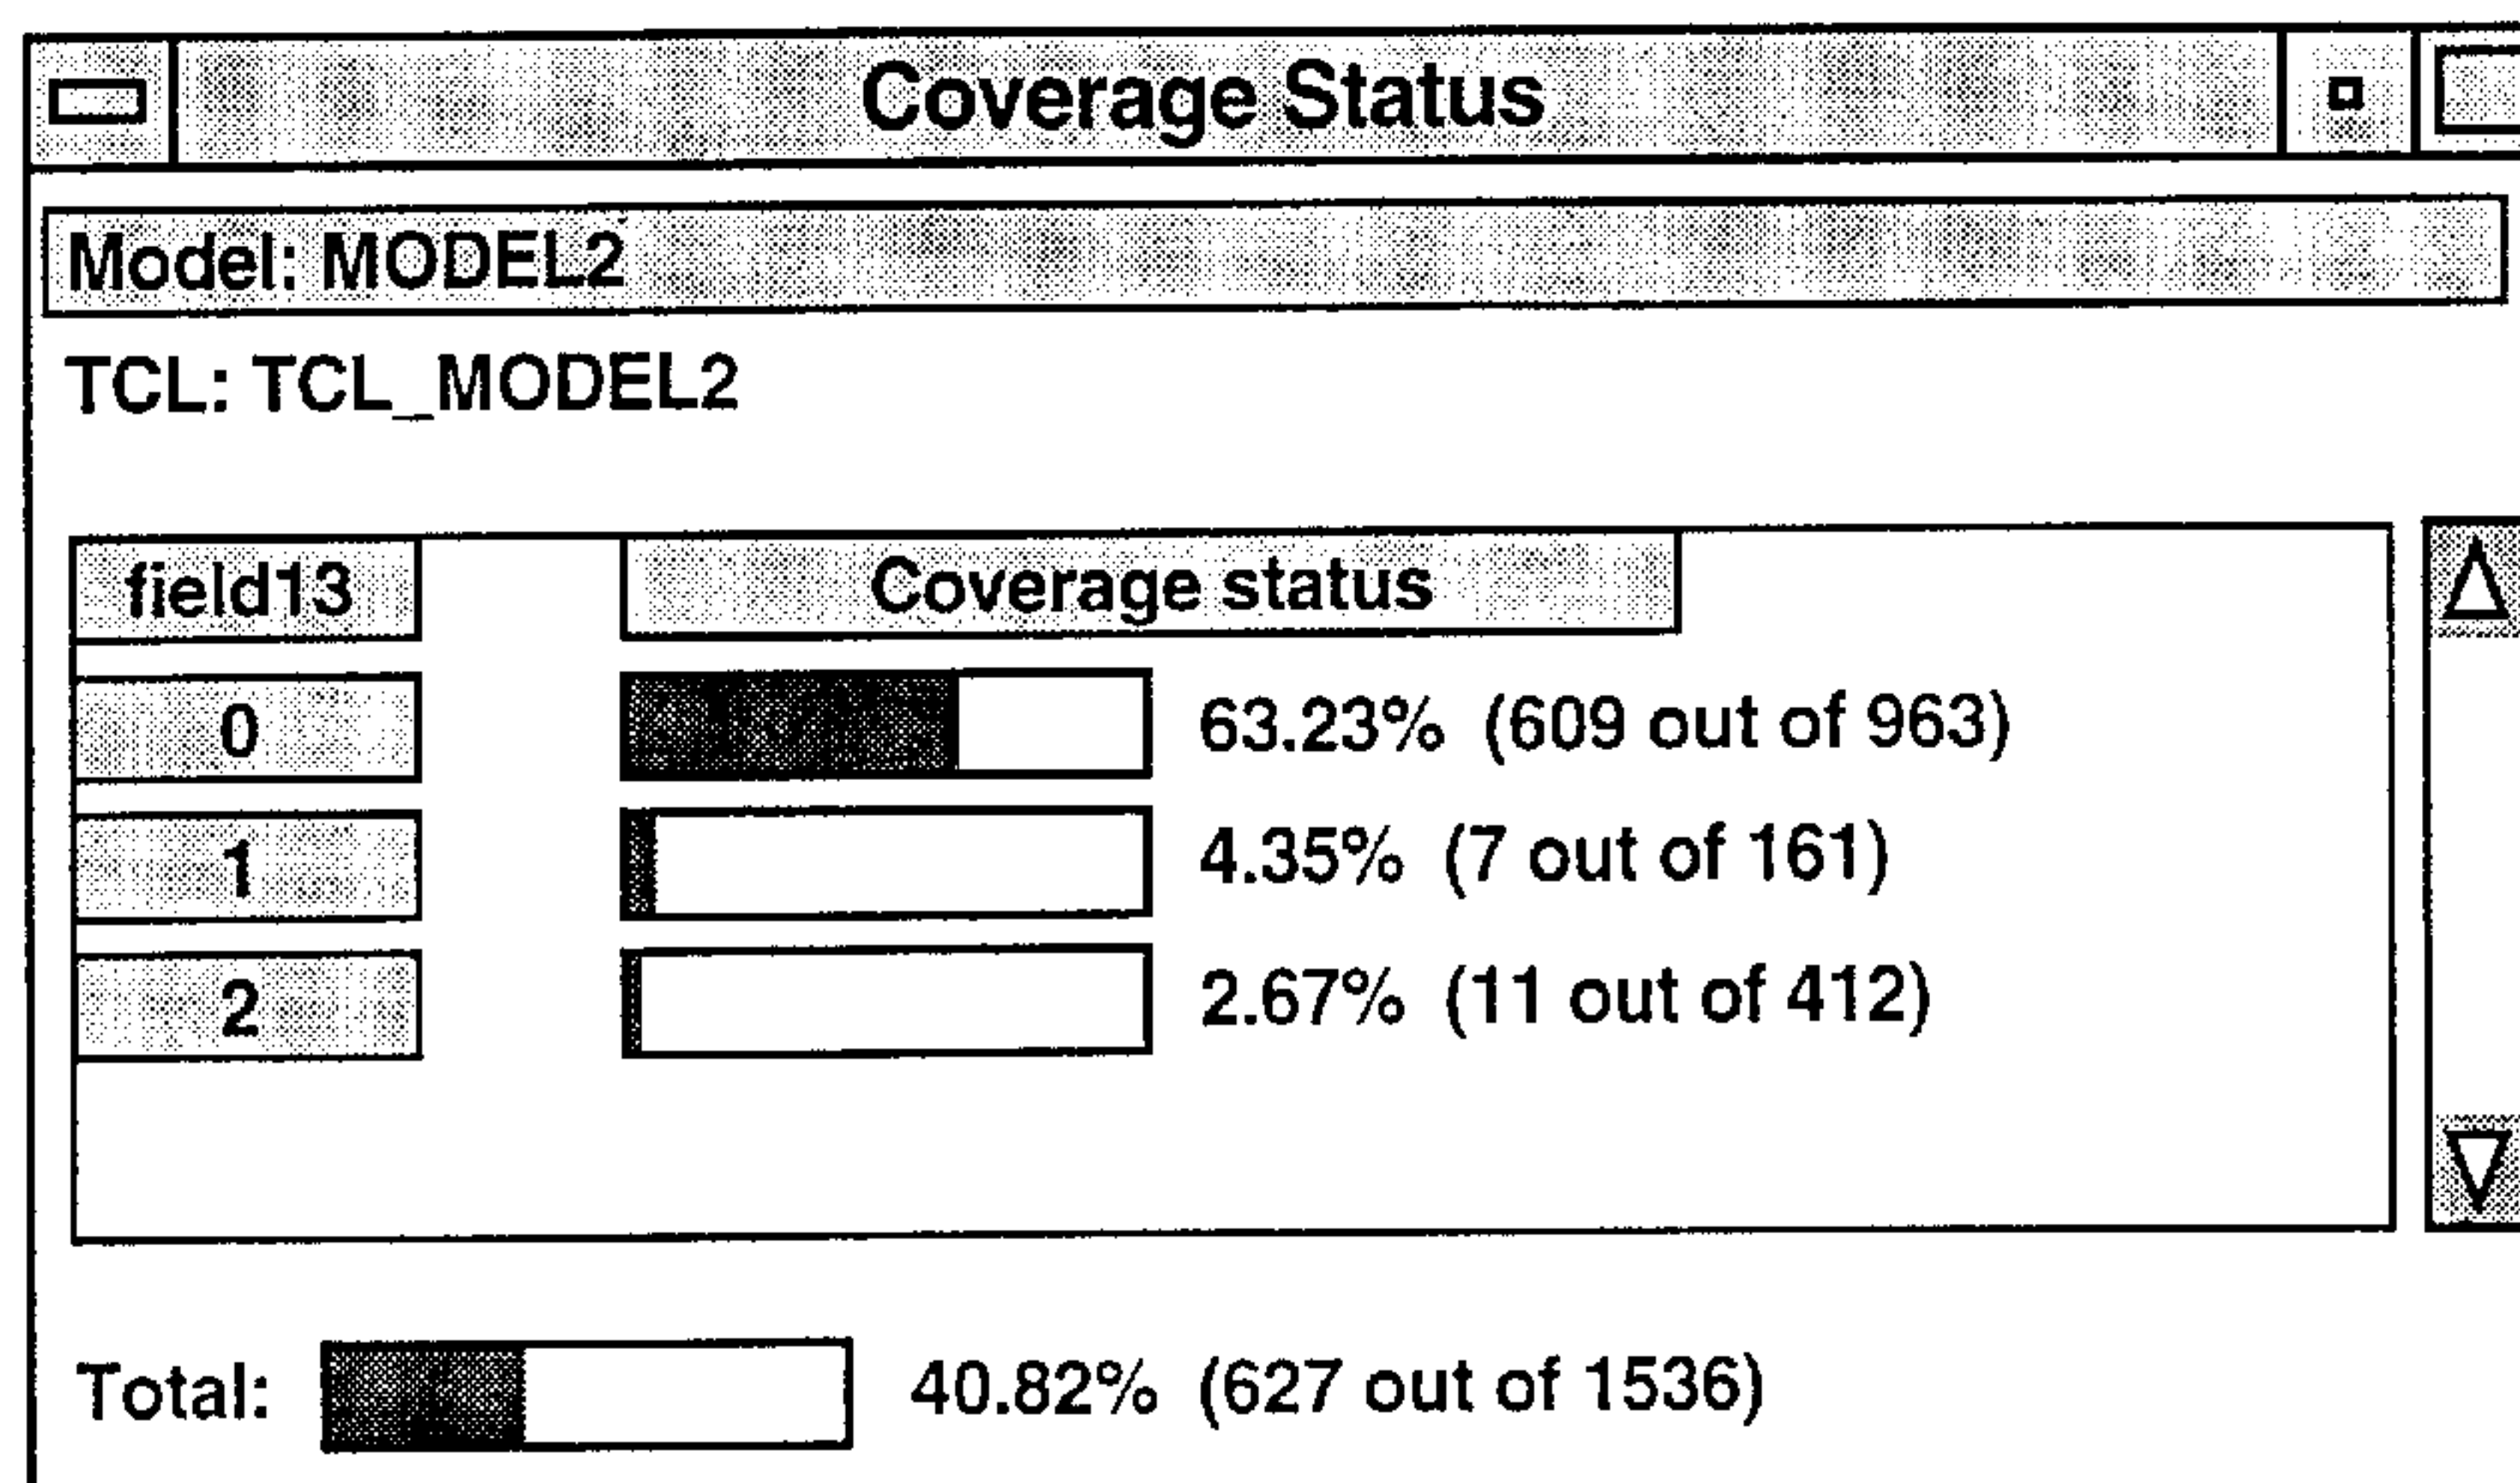 Coverage Status
Model: MODEL2
TCL: TCL_MODEL2
field13 Coverage status
0 63.23% (609 out of 963)
1 4.35% (7 out of 161)
2 2.67% (11 out of 412)
Total: 40.82% (627 out of 1536)